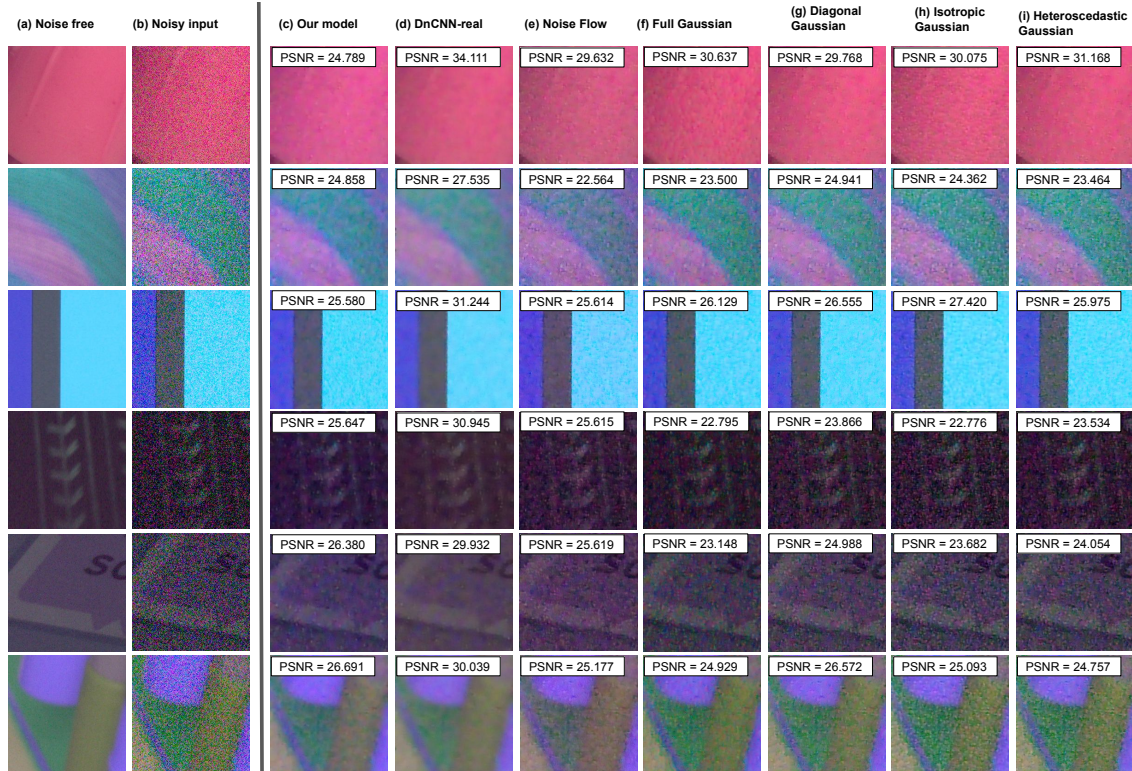 (a) Noise free (b) Noisy input (c) Our model (d) DnCNN-real (e) Noise Flow (f) Full Gaussian (g) Diagonal Gaussian (h) Isotropic Gaussian (i) Heteroscedastic Gaussian
PSNR = 24.789 PSNR = 34.111 PSNR = 29.632 PSNR = 30.637 PSNR = 29.768 PSNR = 30.075 PSNR = 31.168
PSNR = 24.858 PSNR = 27.535 PSNR = 22.564 PSNR = 23.500 PSNR = 24.941 PSNR = 24.362 PSNR = 23.464
PSNR = 25.580 PSNR = 31.244 PSNR = 25.614 PSNR = 26.129 PSNR = 26.555 PSNR = 27.420 PSNR = 25.975
PSNR = 25.647 PSNR = 30.945 PSNR = 25.615 PSNR = 22.795 PSNR = 23.866 PSNR = 22.776 PSNR = 23.534
PSNR = 26.380 PSNR = 29.932 PSNR = 25.619 PSNR = 23.148 PSNR = 24.988 PSNR = 23.682 PSNR = 24.054
PSNR = 26.691 PSNR = 30.039 PSNR = 25.177 PSNR = 24.929 PSNR = 26.572 PSNR = 25.093 PSNR = 24.757